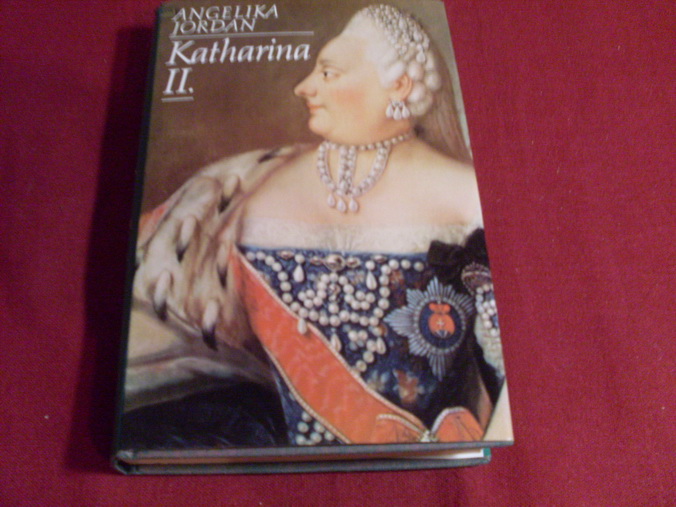 ANGELIKA
JORDAN
Katharina
II.